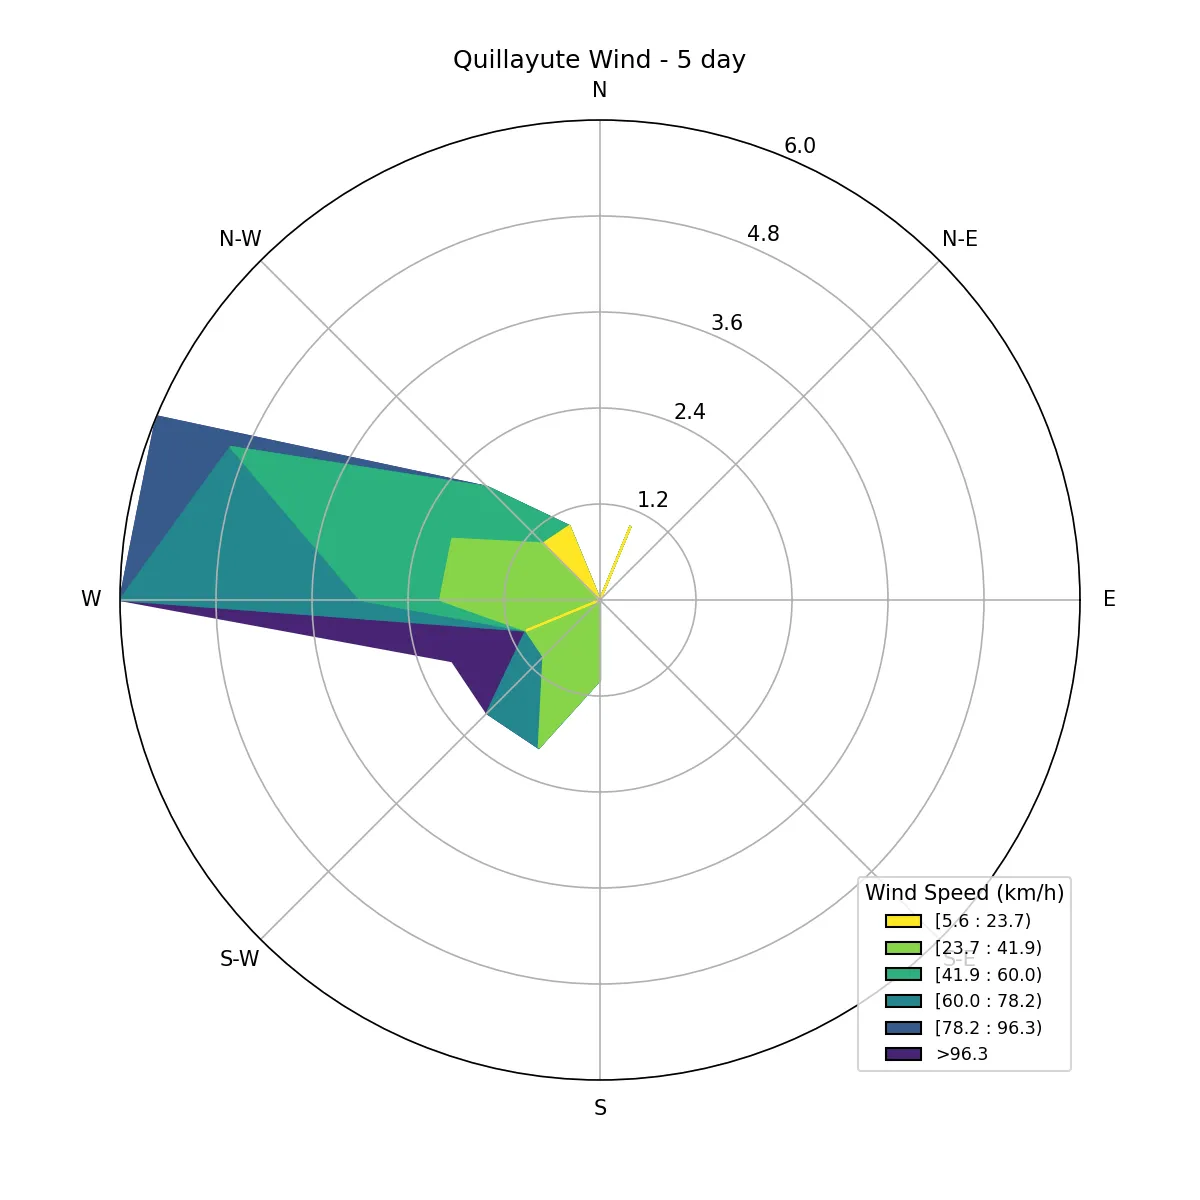 Quillayute Wind - 5 day
N
6.0
4.8
N-W
N-E
3.6
2.4
1.2
W
E
Wind Speed (km/h)
[5.6 : 23.7)
[23.7 : 41.9)
S-W
S-E
[41.9 : 60.0)
[60.0 : 78.2)
[78.2 : 96.3)
>96.3
S